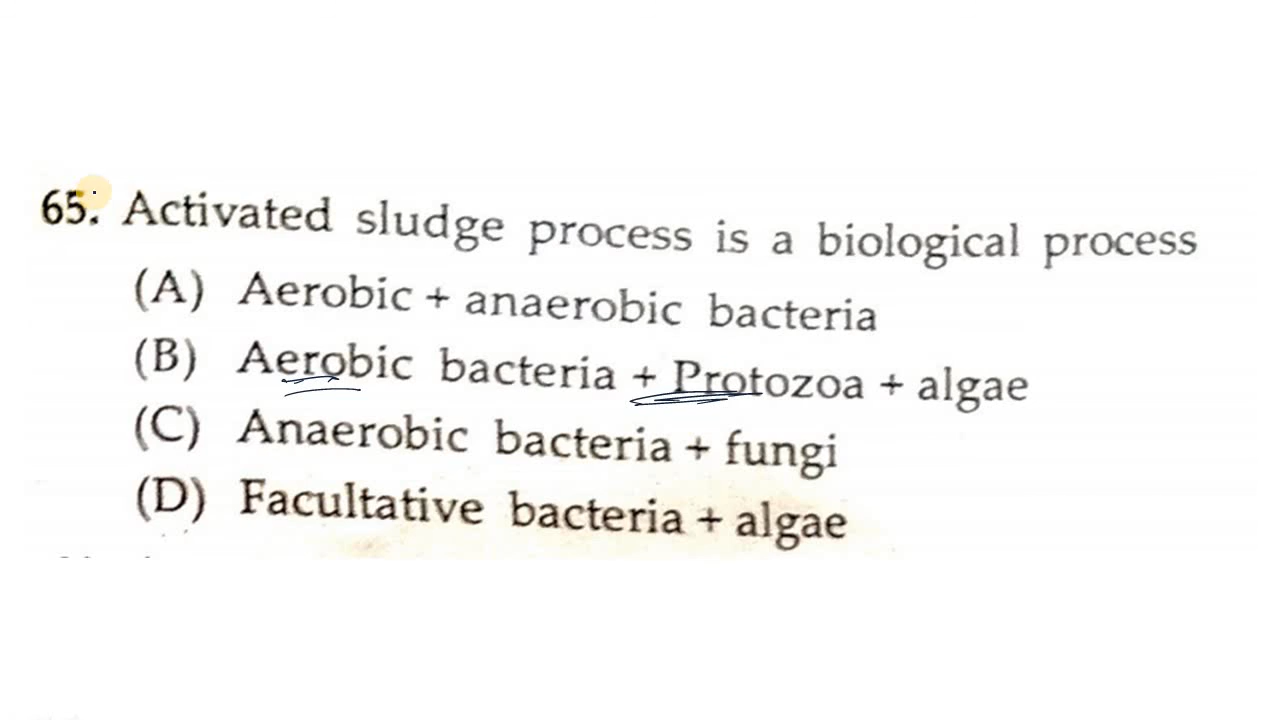 65. Activated sludge process is a biological process
(A) Aerobic + anaerobic bacteria
(B) Aerobic bacteria + Protozoa + algae
(C) Anaerobic bacteria + fungi
(D) Facultative bacteria + algae